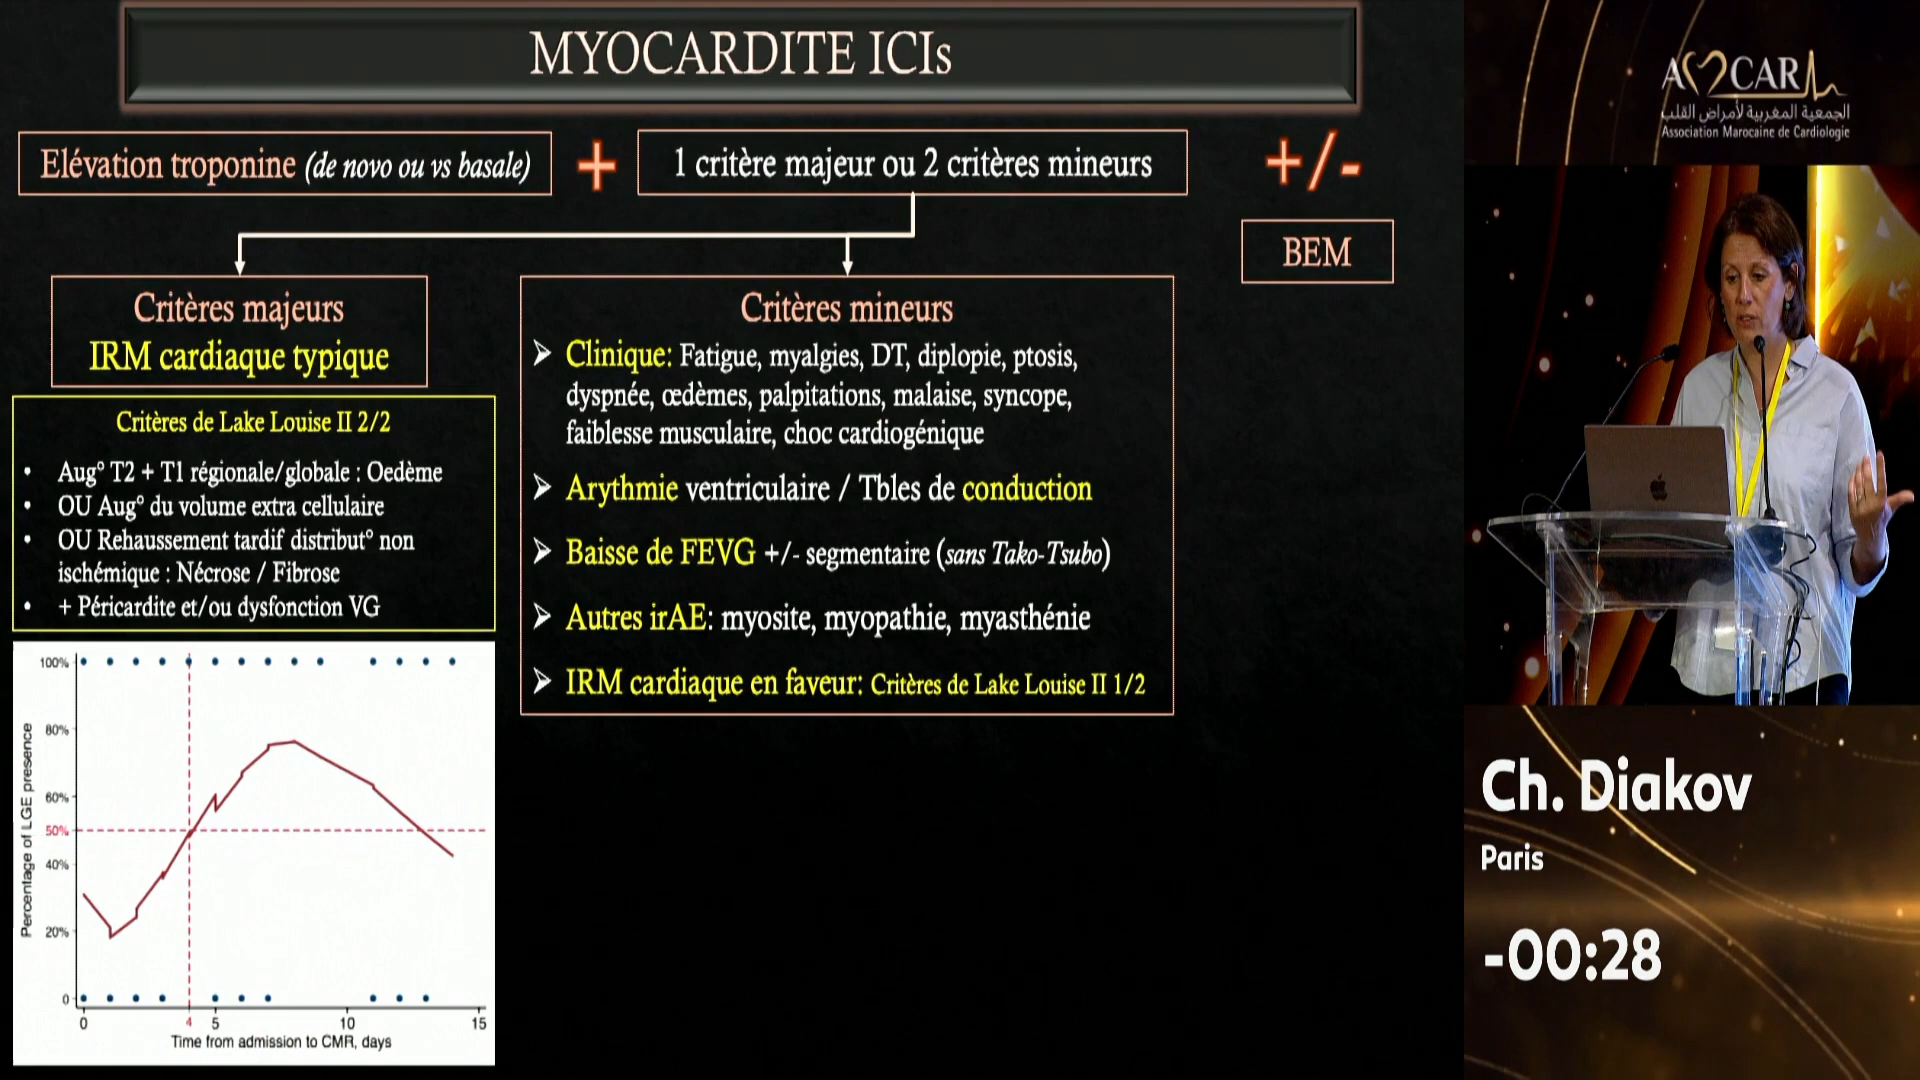 MYOCARDITE ICIs
Elévation troponine (de novo ou vs basale)
+
1 critère majeur ou 2 critères mineurs
+/-
BEM
Critères majeurs
IRM cardiaque typique
Critères de Lake Louise II 2/2
• Aug° T2 + T1 régionale/globale : Oedème
• OU Aug° du volume extra cellulaire
• OU Rehaussement tardif distribut° non
ischémique : Nécrose / Fibrose
• + Péricardite et/ou dysfonction VG
Critères mineurs
➢ Clinique: Fatigue, myalgies, DT, diplopie, ptosis,
dyspnée, œdèmes, palpitations, malaise, syncope,
faiblesse musculaire, choc cardiogénique
➢ Arythmie ventriculaire / Tbles de conduction
➢ Baisse de FEVG +/- segmentaire (sans Tako-Tsubo)
➢ Autres irAE: myosite, myopathie, myasthénie
➢ IRM cardiaque en faveur: Critères de Lake Louise II 1/2
Percentage of LGE presence
100%
80%
60%
50%
40%
20%
0
0 4 5 10 15
Time from admission to CMR, days
AMCAR
الجمعية المغربية لأمراض القلب
Association Marocaine de Cardiologie
Ch. Diakov
Paris
-00:28